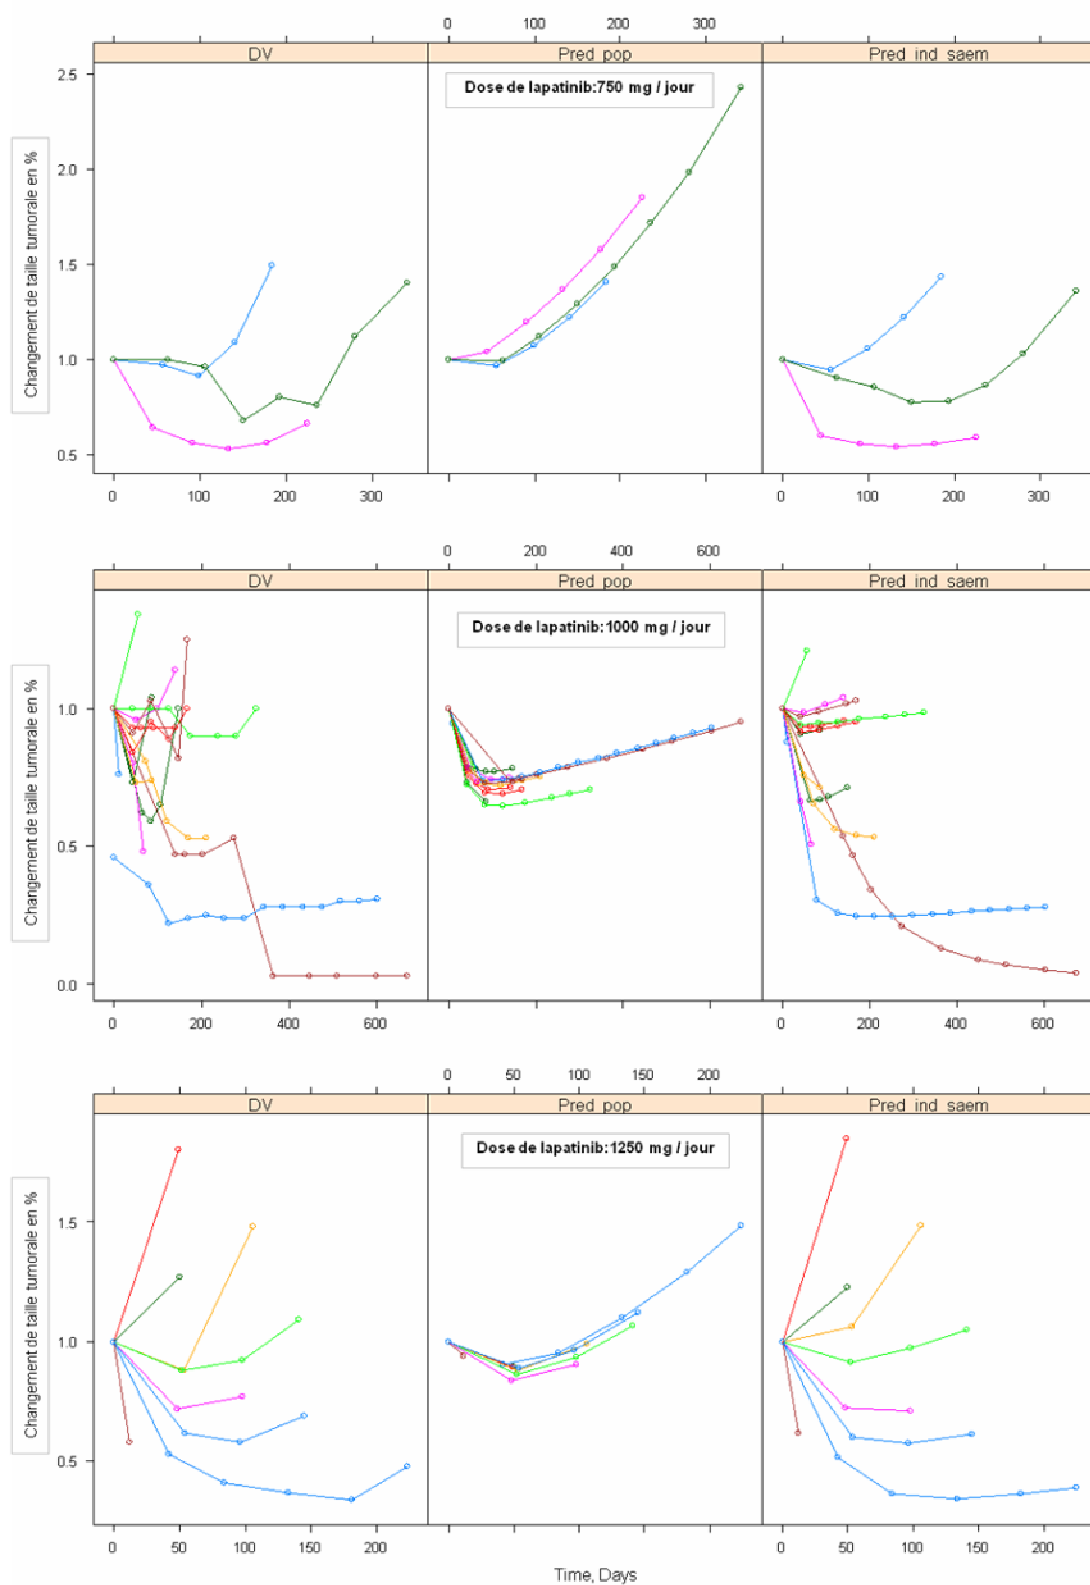 0 100 200 300
DV Pred pop Pred ind saem
Dose de lapatinib:750 mg / jour
Changement de taille tumorale en %
2.5
2.0
1.5
1.0
0.5
0 100 200 300 0 100 200 300
0 200 400 600
DV Pred pop Pred ind saem
Dose de lapatinib:1000 mg / jour
Changement de taille tumorale en %
1.0
0.5
0.0
0 200 400 600 0 200 400 600
0 50 100 150 200
DV Pred pop Pred ind saem
Dose de lapatinib:1250 mg / jour
Changement de taille tumorale en %
1.5
1.0
0.5
0 50 100 150 200 0 50 100 150 200
Time, Days